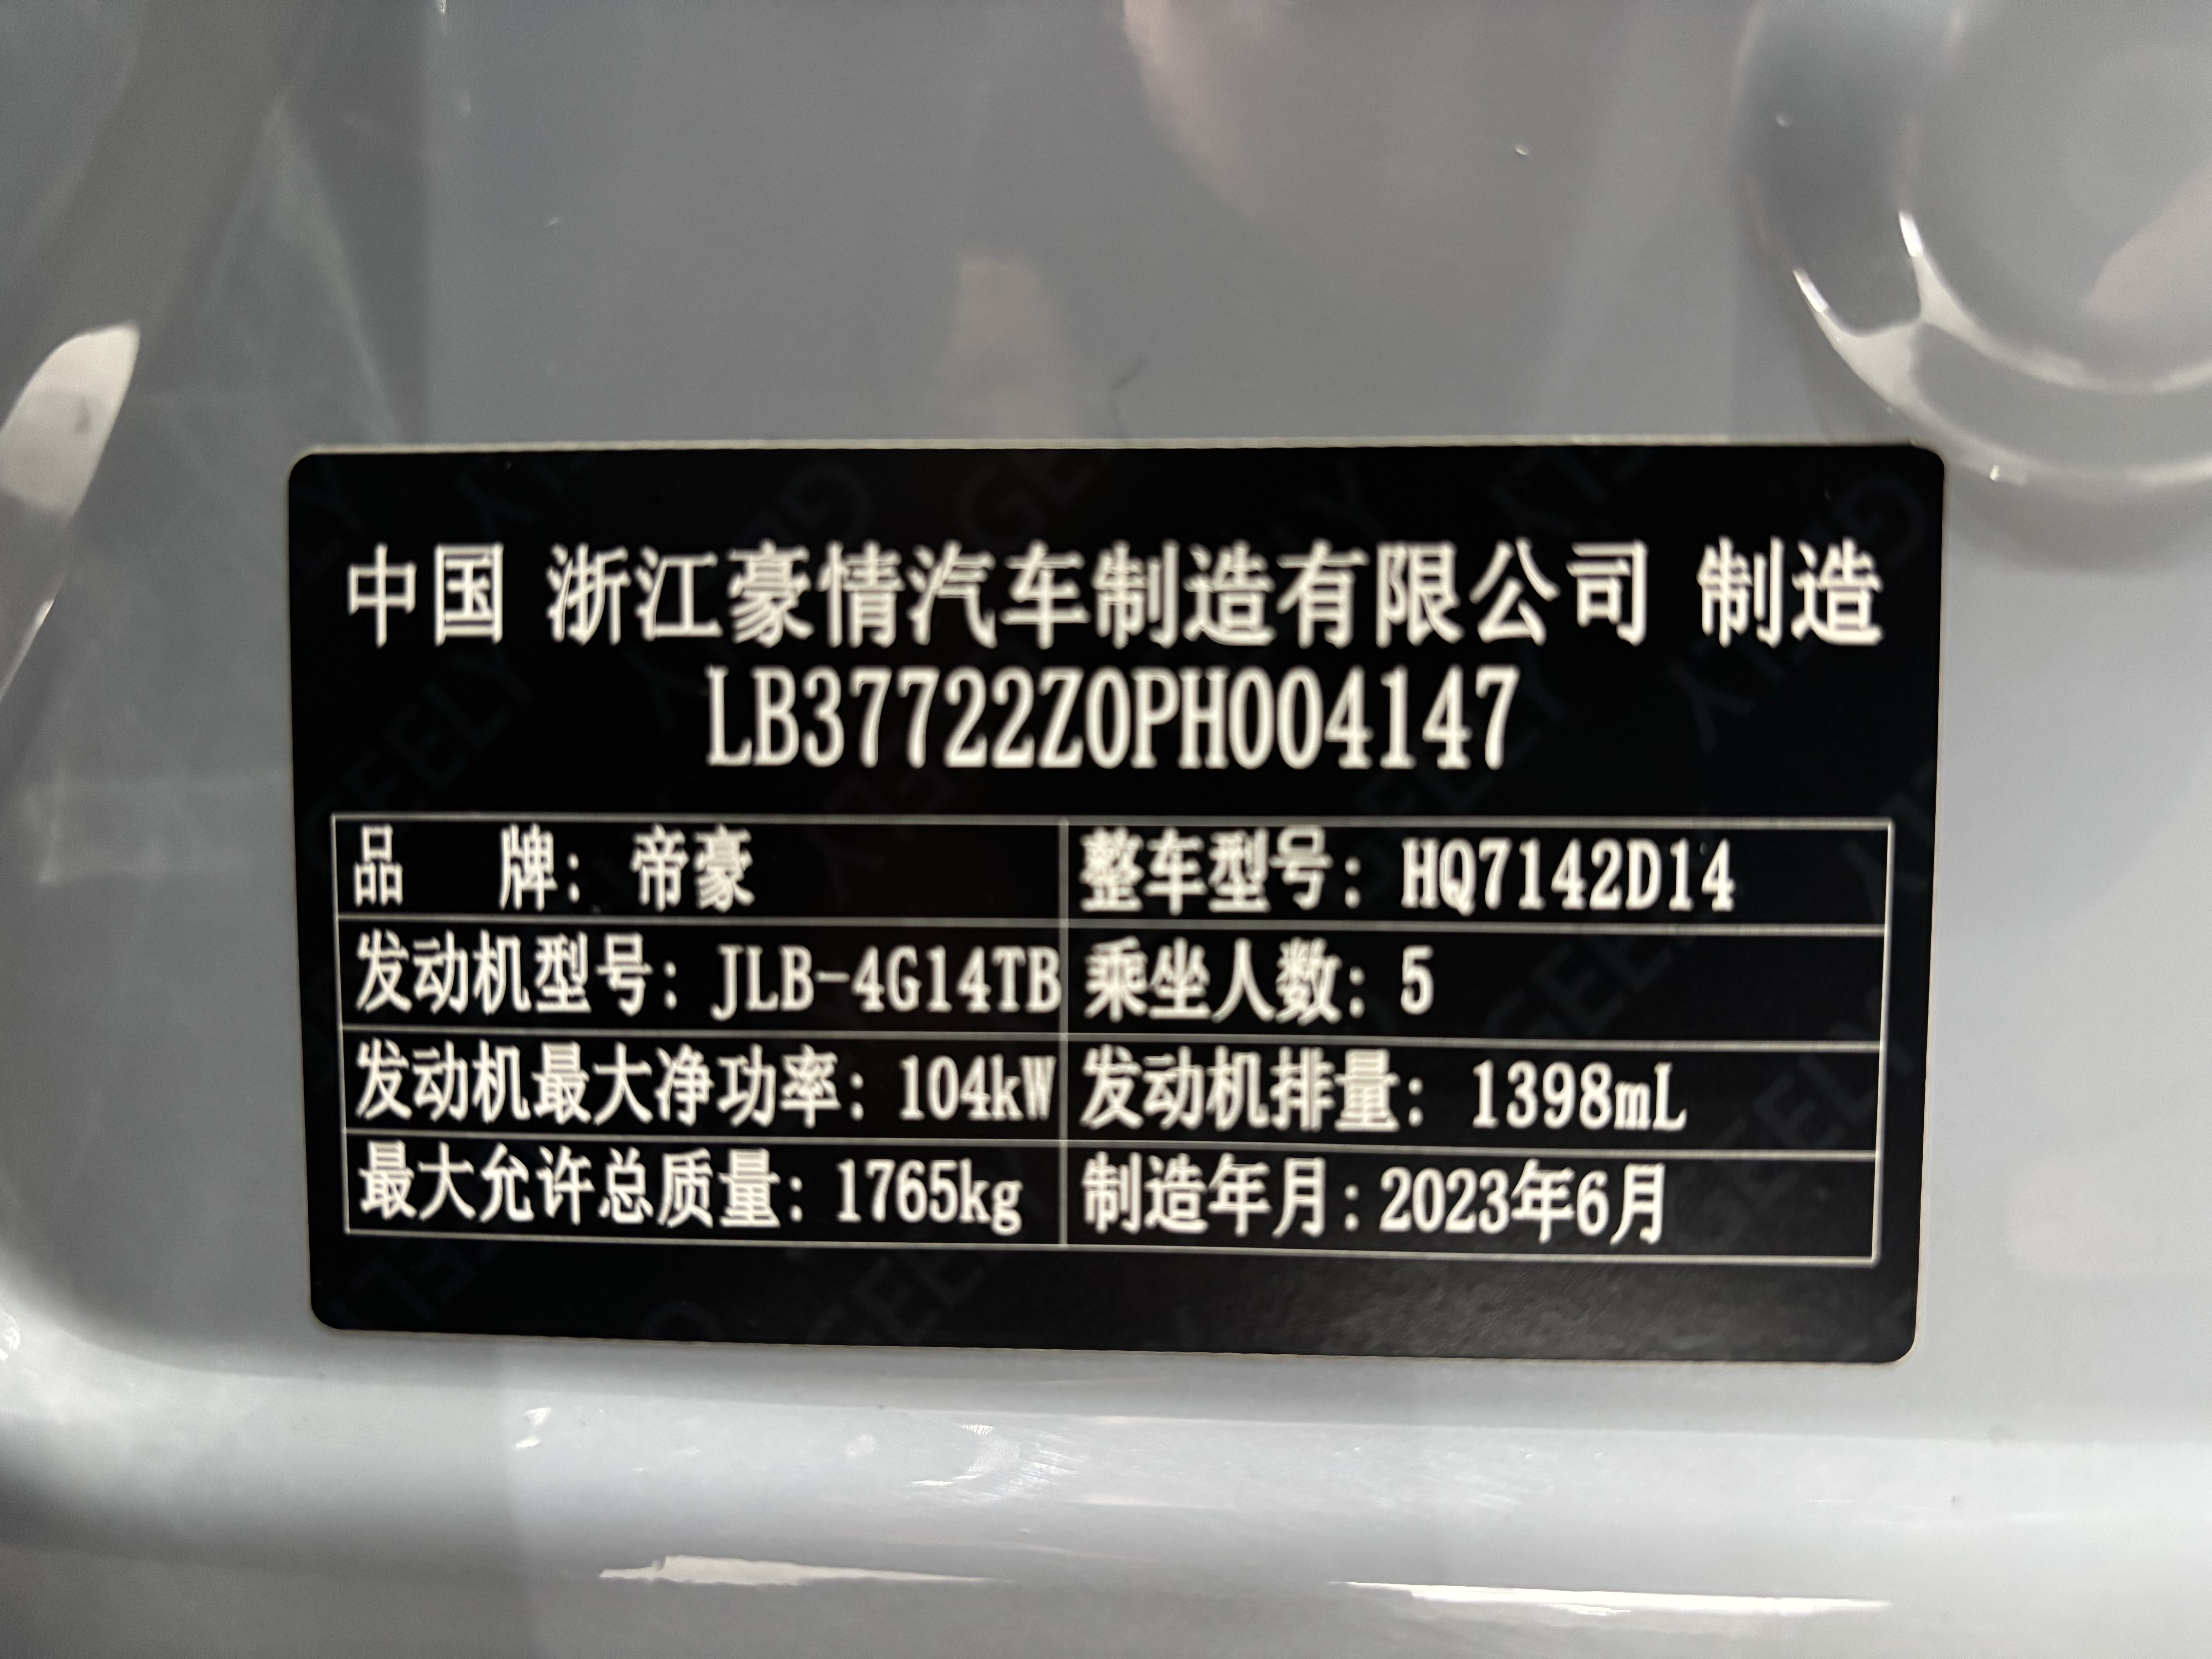 中国 浙江豪情汽车制造有限公司 制造
LB37722Z0PH004147
品 牌: 帝豪 整车型号: HQ7142D14
发动机型号: JLB-4G14TB 乘坐人数: 5
发动机最大净功率: 104kW 发动机排量: 1398mL
最大允许总质量: 1765kg 制造年月: 2023年6月